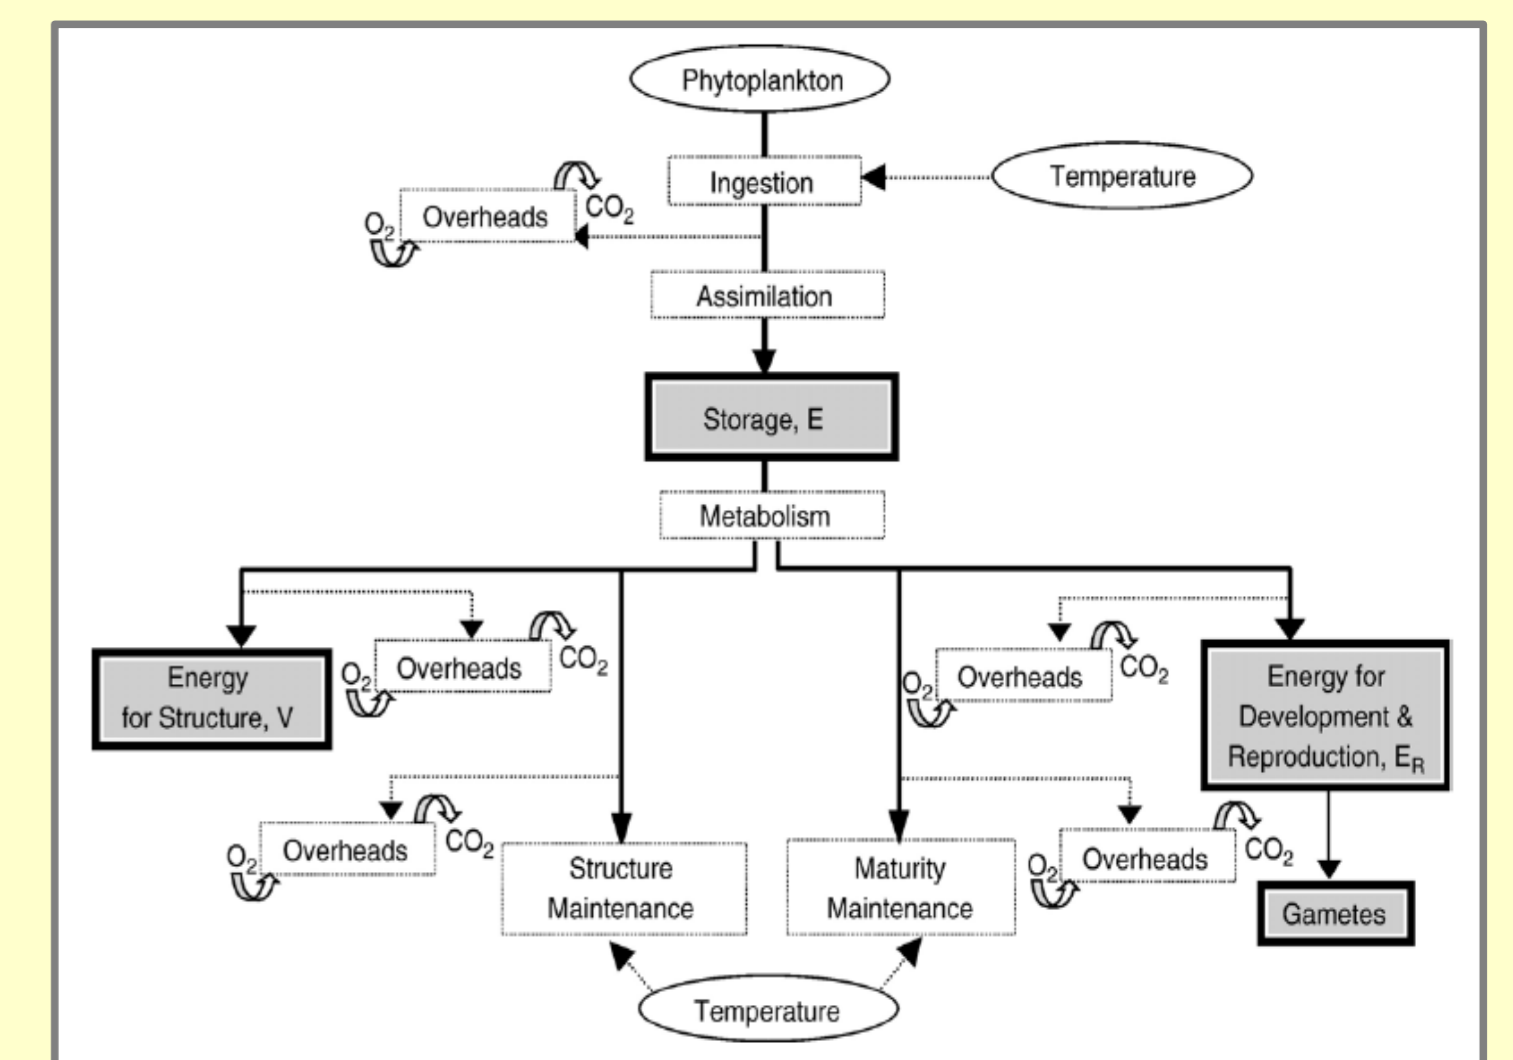 Phytoplankton
Ingestion
Temperature
Overheads
CO₂
O₂
Assimilation
Storage, E
Metabolism
Energy
for Structure, V
Overheads
CO₂
O₂
Overheads
CO₂
O₂
Energy for
Development &
Reproduction, E_R
Overheads
CO₂
O₂
Structure
Maintenance
Maturity
Maintenance
Overheads
CO₂
O₂
Gametes
Temperature